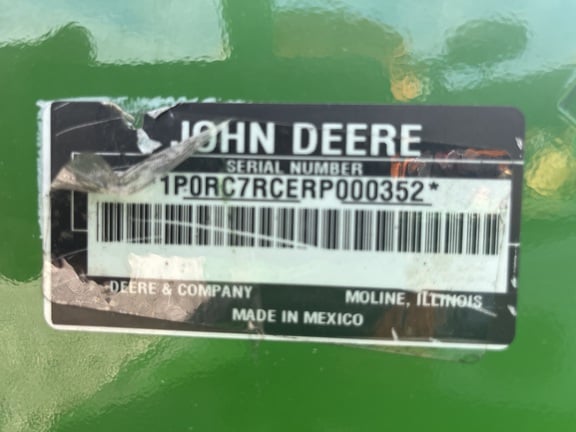 JOHN DEERE
SERIAL NUMBER
1P0RC7RCERP000352*
DEERE & COMPANY MOLINE, ILLINOIS
MADE IN MEXICO